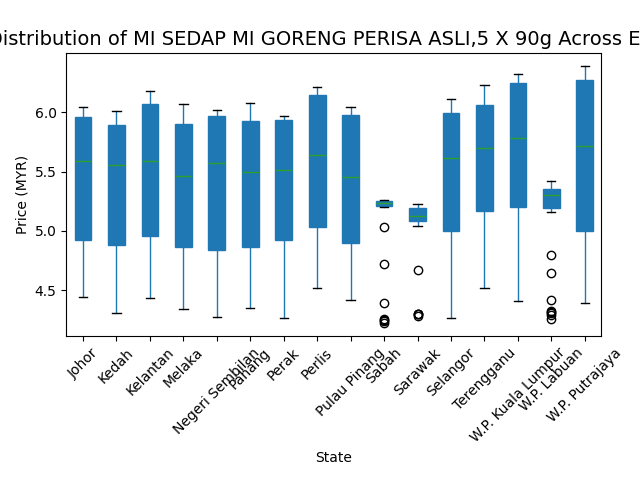 Distribution of MI SEDAP MI GORENG PERISA ASLI,5 X 90g Across E
Price (MYR)
6.0
5.5
5.0
4.5
Johor
Kedah
Kelantan
Melaka
Negeri Sembilan
Pahang
Perak
Perlis
Pulau Pinang
Sabah
Sarawak
Selangor
Terengganu
W.P. Kuala Lumpur
W.P. Labuan
W.P. Putrajaya
State